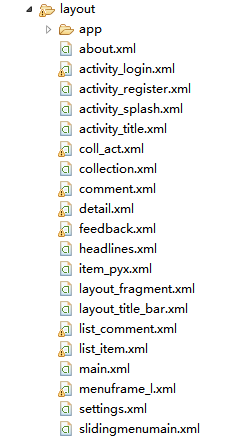 layout
app
about.xml
activity_login.xml
activity_register.xml
activity_splash.xml
activity_title.xml
coll_act.xml
collection.xml
comment.xml
detail.xml
feedback.xml
headlines.xml
item_pyx.xml
layout_fragment.xml
layout_title_bar.xml
list_comment.xml
list_item.xml
main.xml
menuframe_l.xml
settings.xml
slidingmenumain.xml